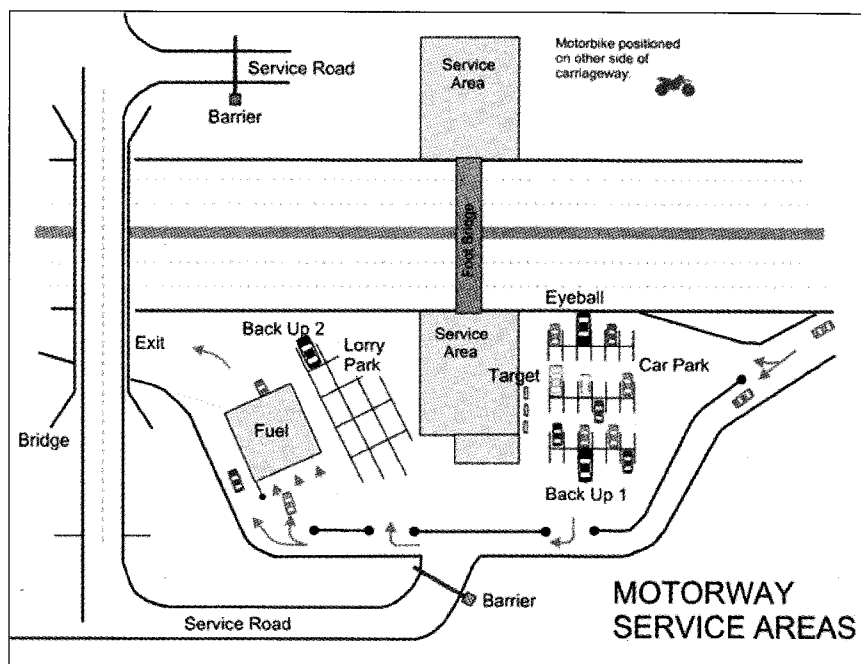 Motorbike positioned
on other side of
carriageway.
Service
Area
Service Road
Barrier
Foot Bridge
Eyeball
Back Up 2
Exit
Lorry
Park
Service
Area
Target
Car Park
Fuel
Bridge
Back Up 1
Barrier
Service Road
MOTORWAY
SERVICE AREAS